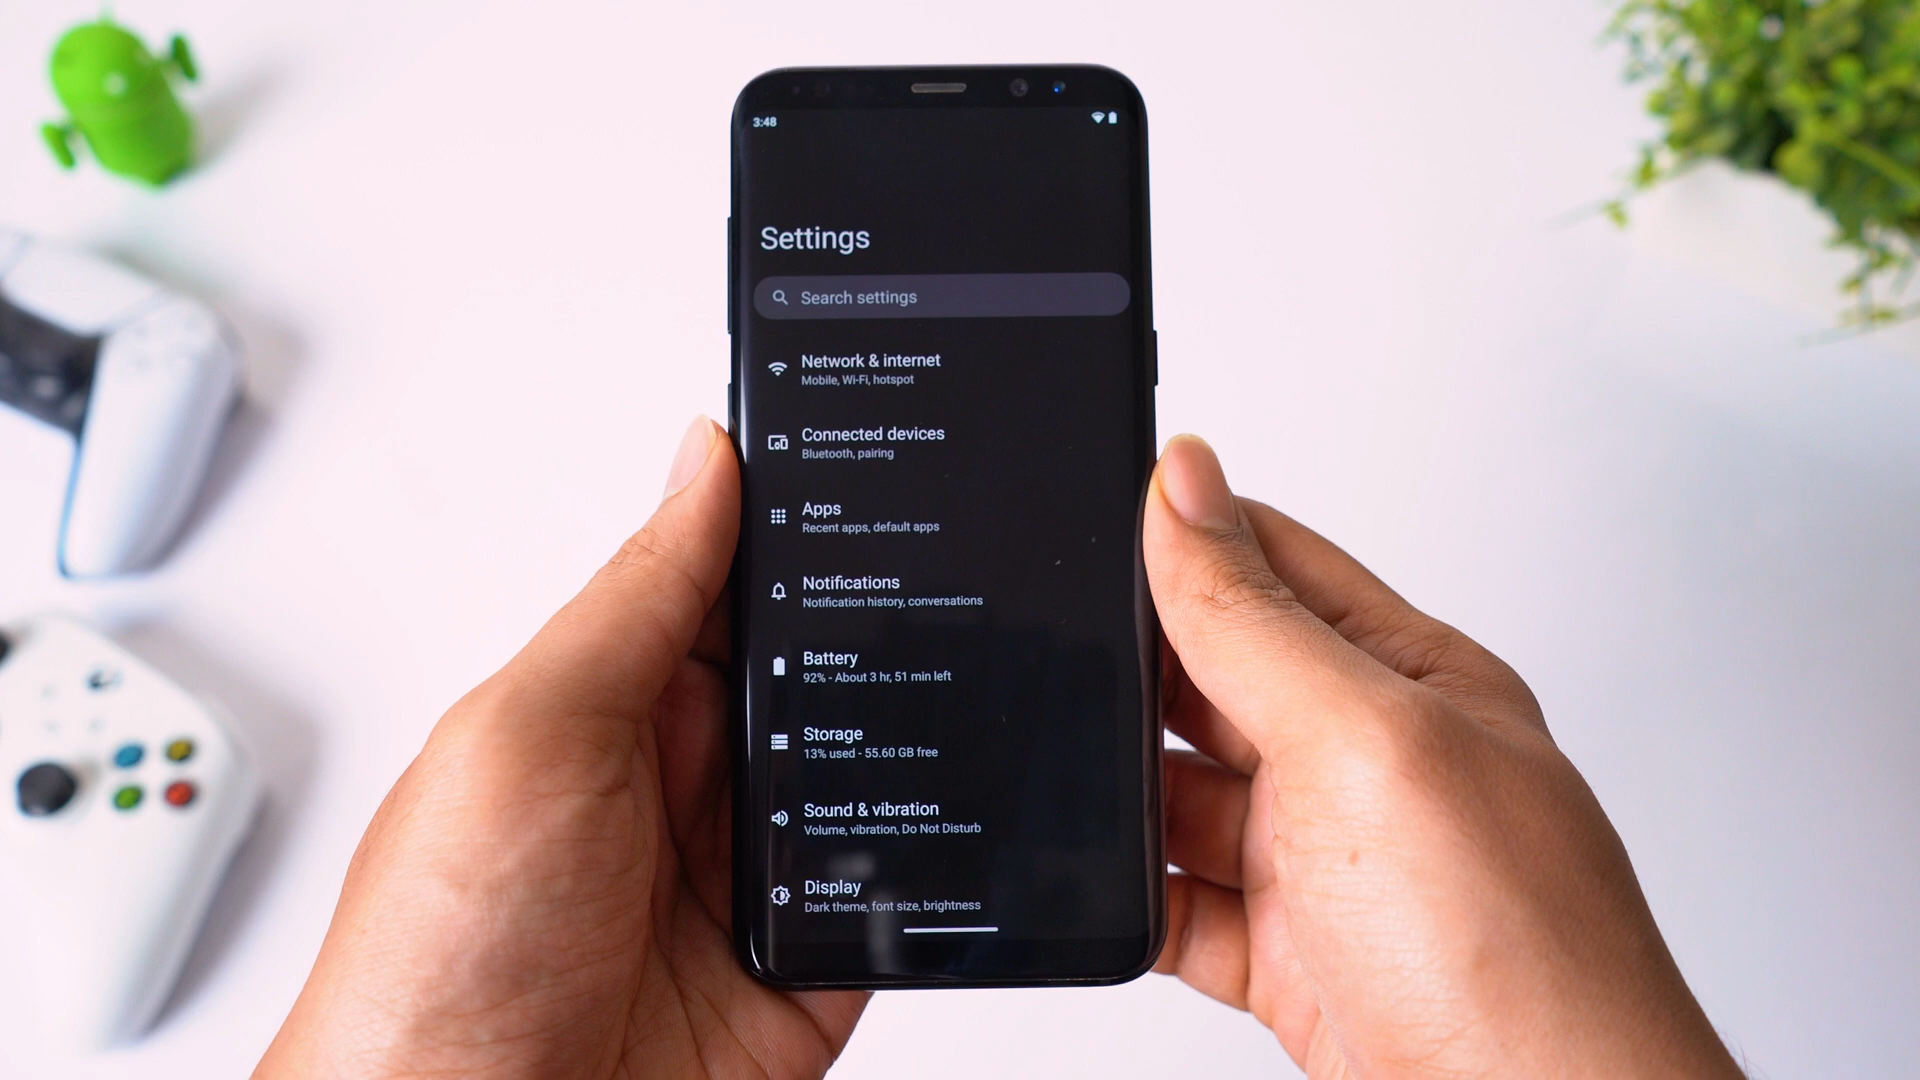 3:48
Settings
Search settings
Network & internet
Mobile, Wi-Fi, hotspot
Connected devices
Bluetooth, pairing
Apps
Recent apps, default apps
Notifications
Notification history, conversations
Battery
92% - About 3 hr, 51 min left
Storage
13% used - 55.60 GB free
Sound & vibration
Volume, vibration, Do Not Disturb
Display
Dark theme, font size, brightness